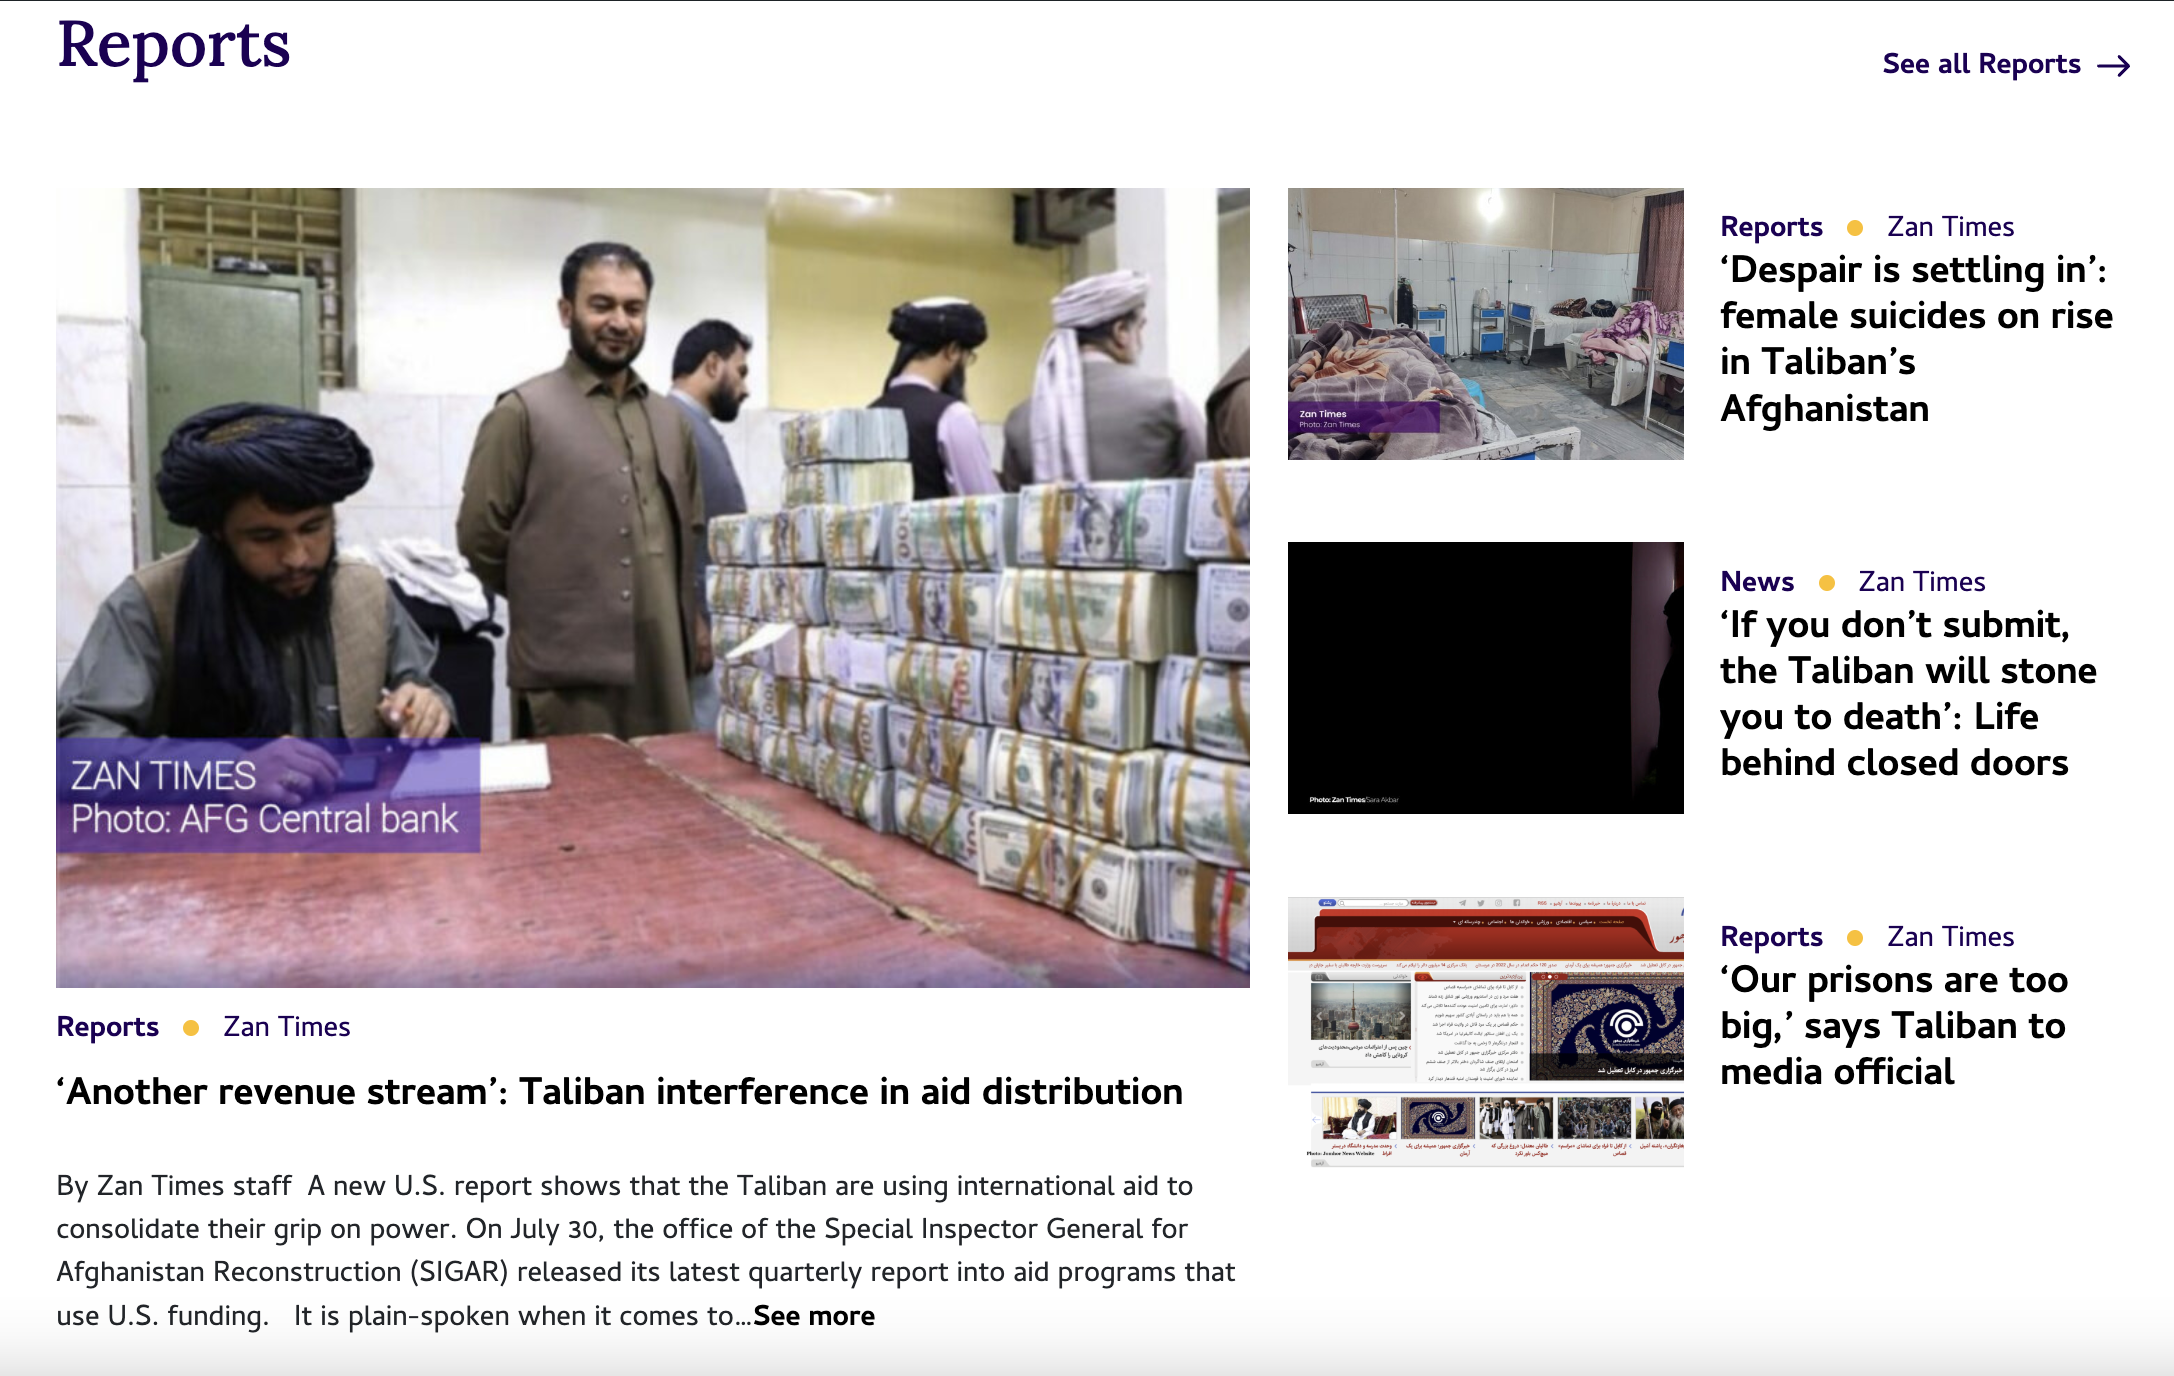 Reports
See all Reports →
ZAN TIMES
Photo: AFG Central bank
Reports • Zan Times
‘Another revenue stream’: Taliban interference in aid distribution
By Zan Times staff  A new U.S. report shows that the Taliban are using international aid to
consolidate their grip on power. On July 30, the office of the Special Inspector General for
Afghanistan Reconstruction (SIGAR) released its latest quarterly report into aid programs that
use U.S. funding.   It is plain-spoken when it comes to…See more
Zan Times
Photo: Zan Times
Reports • Zan Times
‘Despair is settling in’:
female suicides on rise
in Taliban’s
Afghanistan
Photo: Zan Times/Sara Akbar
News • Zan Times
‘If you don’t submit,
the Taliban will stone
you to death’: Life
behind closed doors
خبرگزاری جمهور در کابل تعطیل شد
Reports • Zan Times
‘Our prisons are too
big,’ says Taliban to
media official